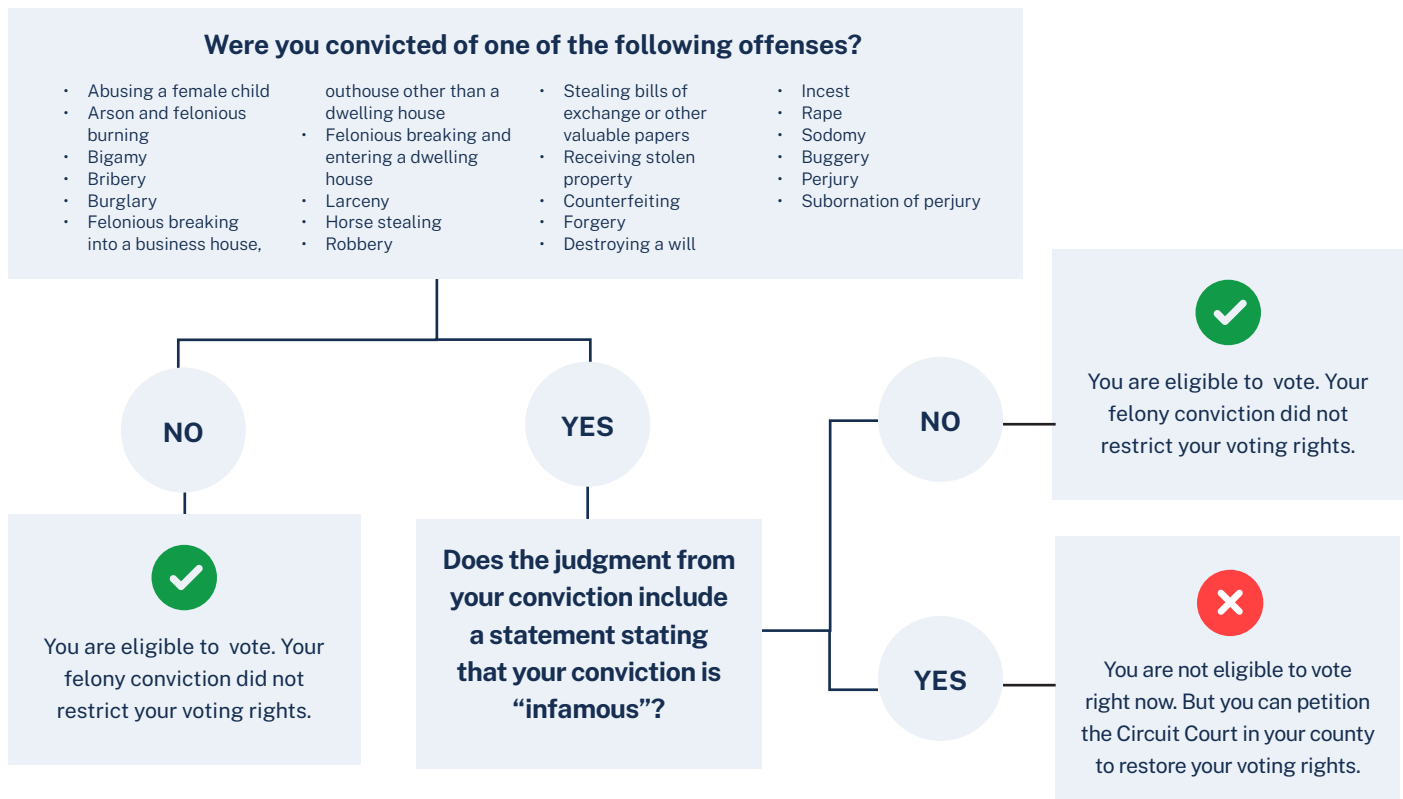 Were you convicted of one of the following offenses?
• Abusing a female child
• Arson and felonious
burning
• Bigamy
• Bribery
• Burglary
• Felonious breaking
into a business house,
outhouse other than a
dwelling house
• Felonious breaking and
entering a dwelling
house
• Larceny
• Horse stealing
• Robbery
• Stealing bills of
exchange or other
valuable papers
• Receiving stolen
property
• Counterfeiting
• Forgery
• Destroying a will
• Incest
• Rape
• Sodomy
• Buggery
• Perjury
• Subornation of perjury
NO
You are eligible to  vote. Your
felony conviction did not
restrict your voting rights.
YES
Does the judgment from
your conviction include
a statement stating
that your conviction is
“infamous”?
NO
You are eligible to  vote. Your
felony conviction did not
restrict your voting rights.
YES
You are not eligible to vote
right now. But you can petition
the Circuit Court in your county
to restore your voting rights.